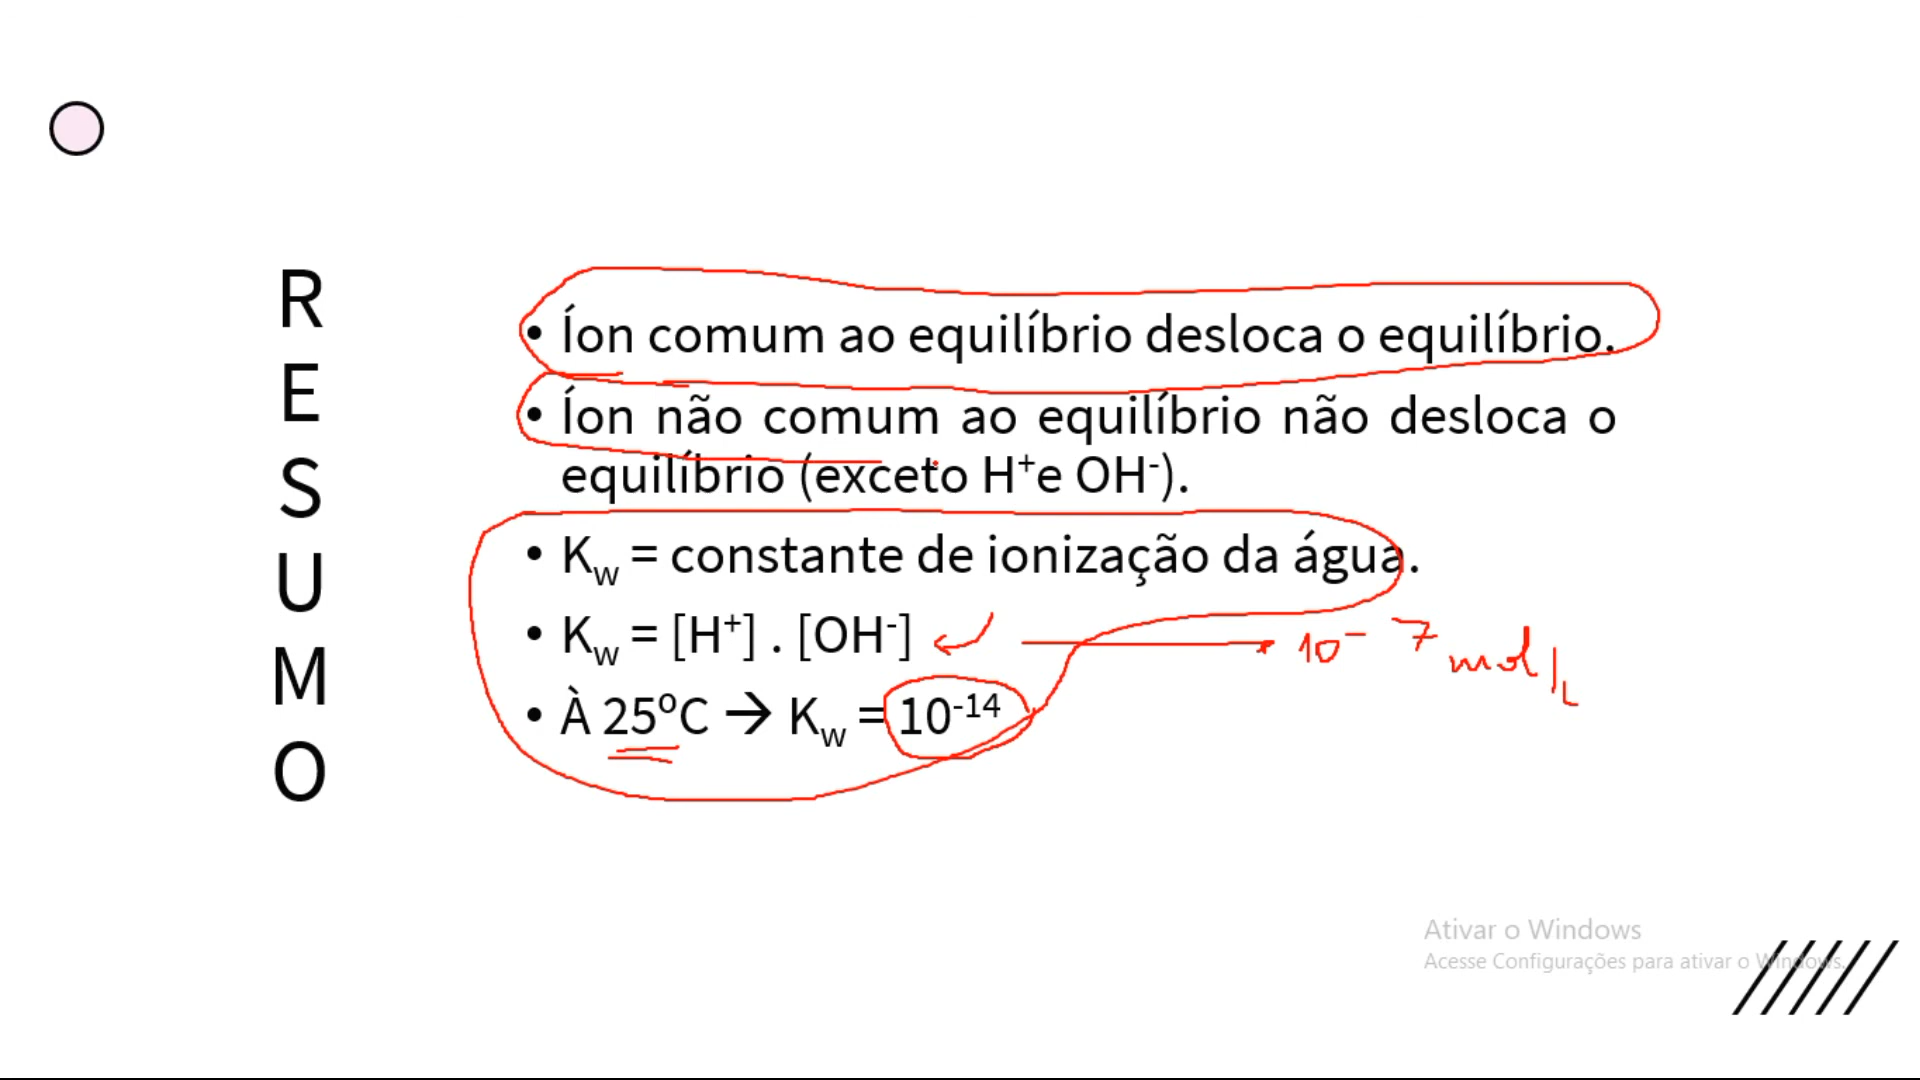 RESUMO
• Íon comum ao equilíbrio desloca o equilíbrio.
• Íon não comum ao equilíbrio não desloca o
equilíbrio (exceto H⁺e OH⁻).
• Kw = constante de ionização da água.
• Kw = [H⁺] . [OH⁻] → 10⁻⁷ mol/L
• À 25ºC → Kw = 10⁻¹⁴
Ativar o Windows
Acesse Configurações para ativar o Windows.